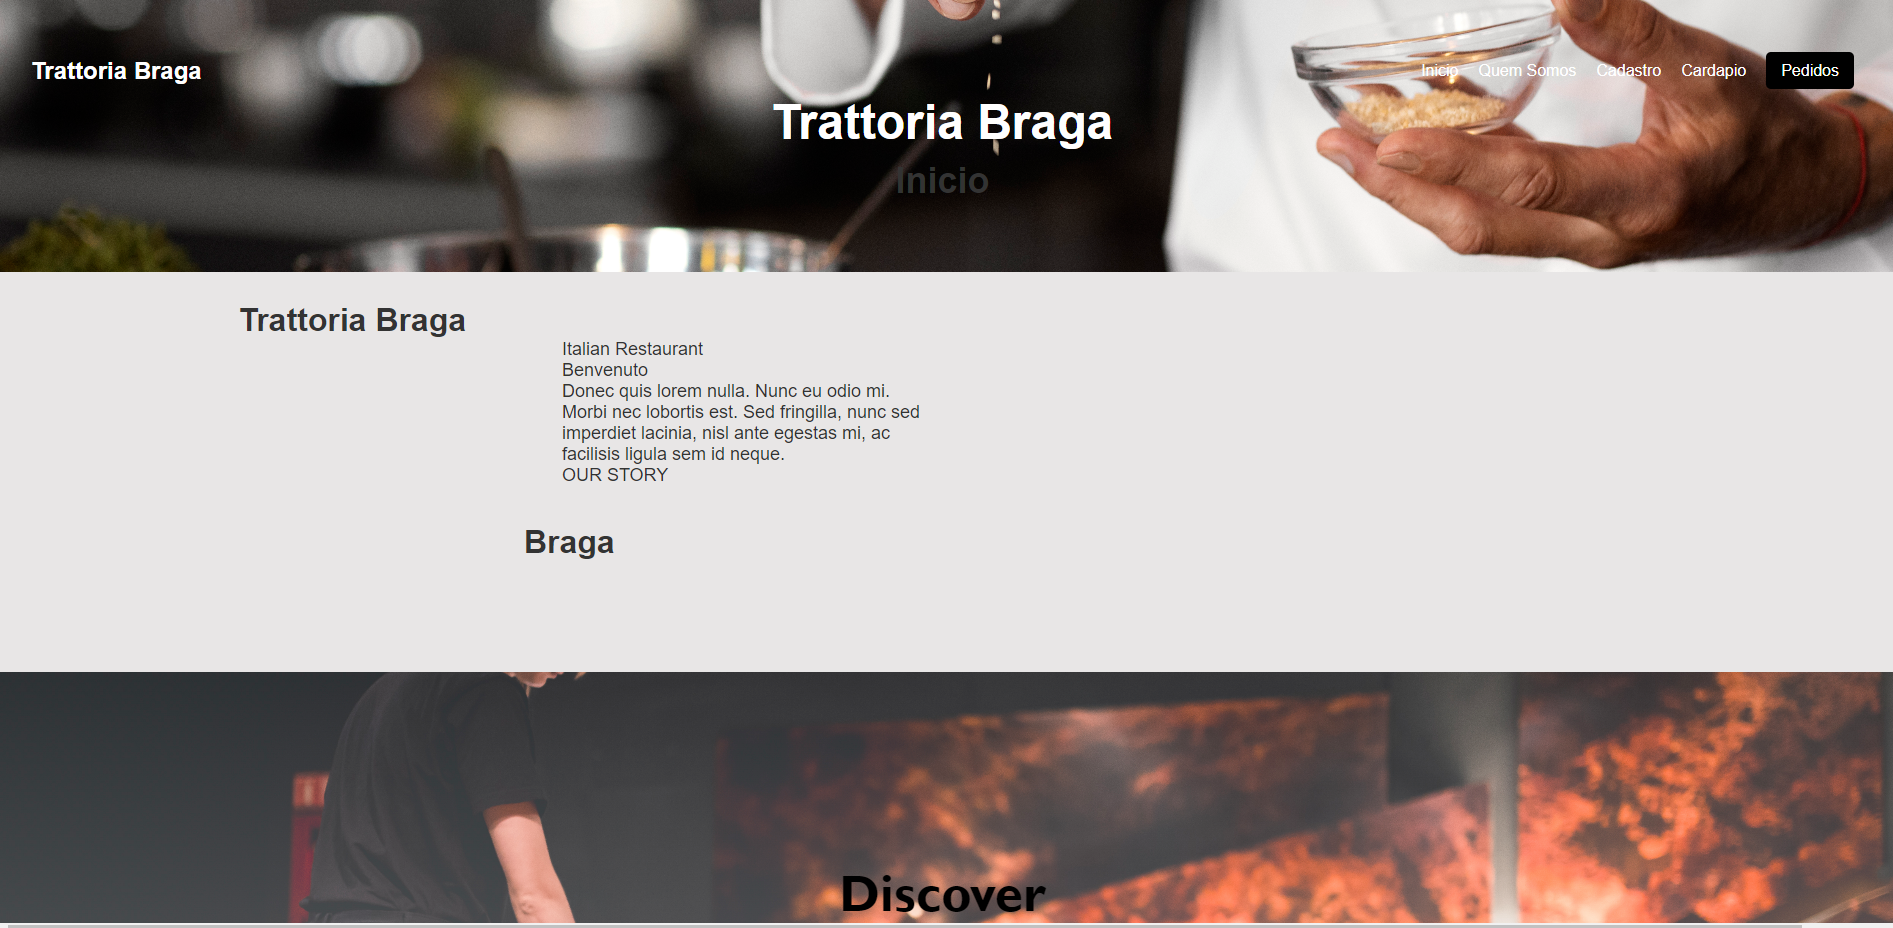 Trattoria Braga
Inicio Quem Somos Cadastro Cardapio Pedidos
Trattoria Braga
Inicio
Trattoria Braga
Italian Restaurant
Benvenuto
Donec quis lorem nulla. Nunc eu odio mi.
Morbi nec lobortis est. Sed fringilla, nunc sed
imperdiet lacinia, nisl ante egestas mi, ac
facilisis ligula sem id neque.
OUR STORY
Braga
Discover